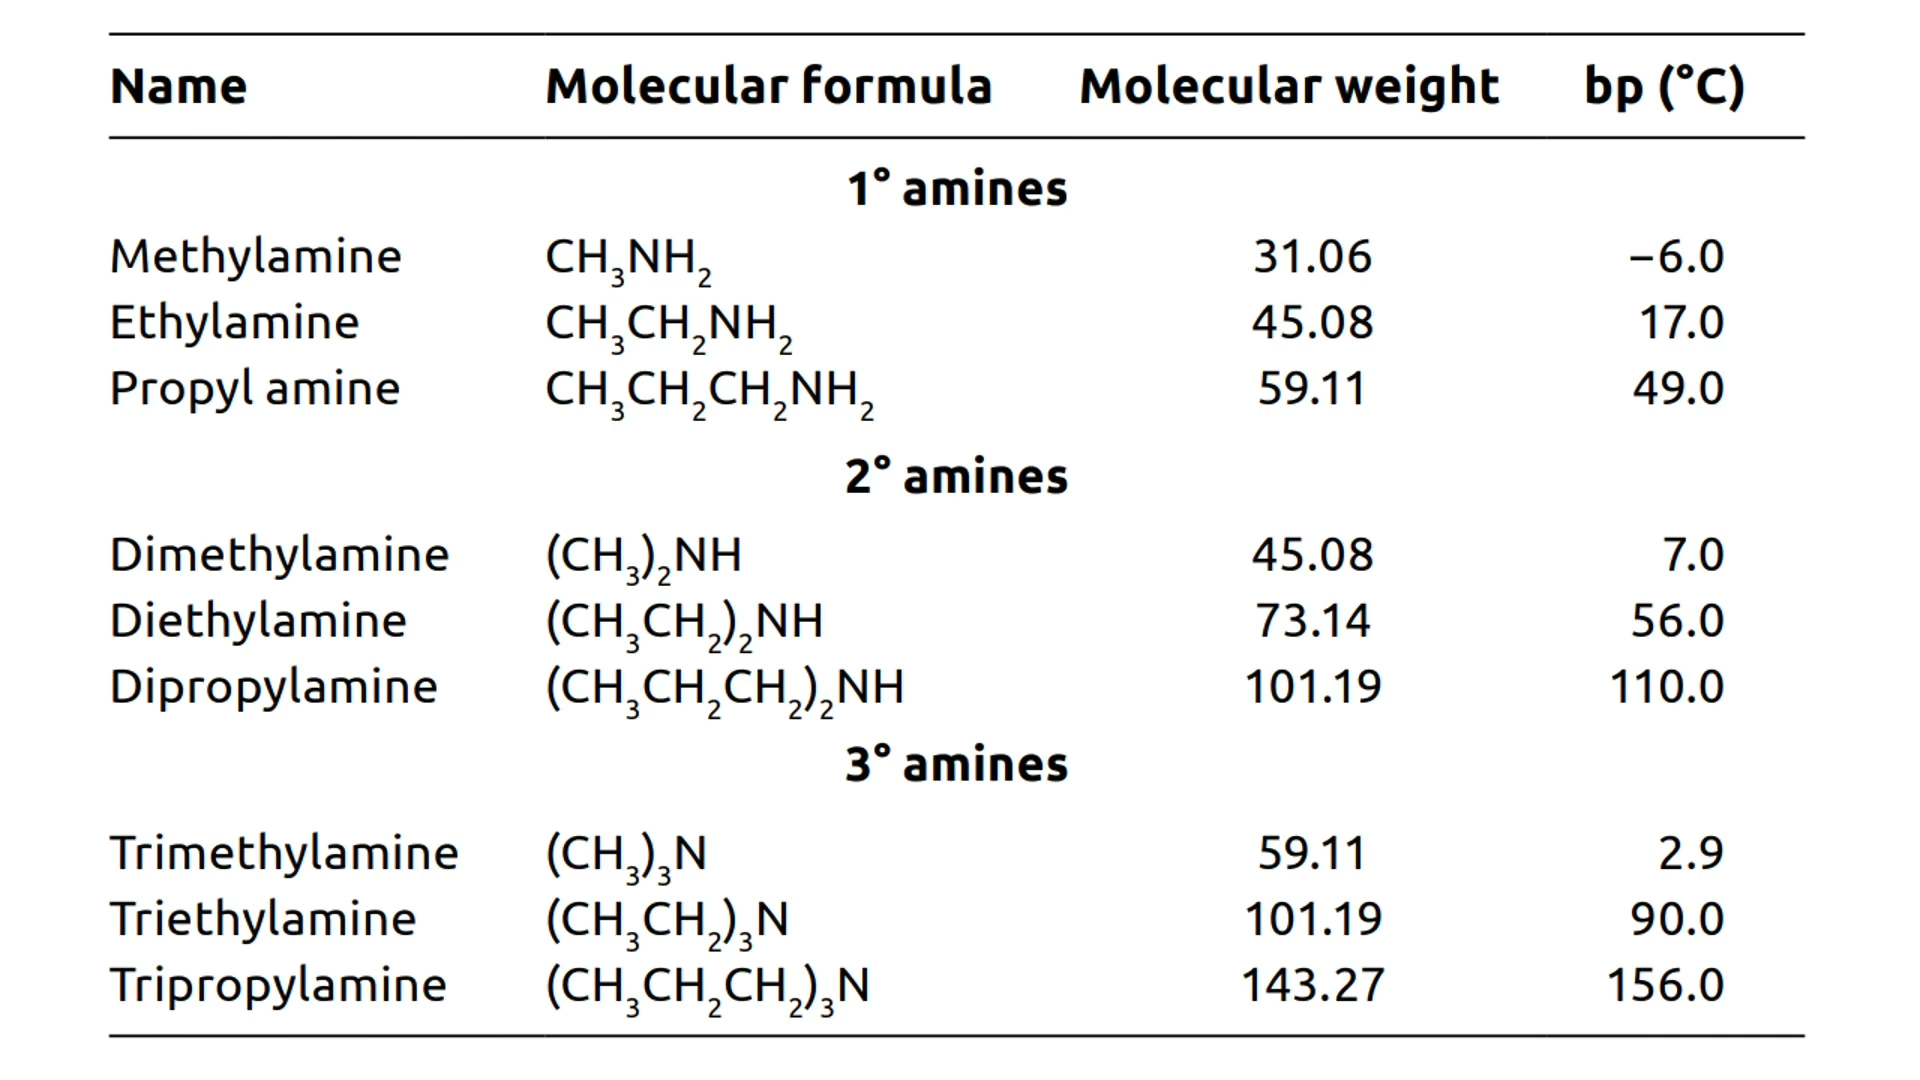 Name Molecular formula Molecular weight bp (°C)
1° amines
Methylamine CH₃NH₂ 31.06 −6.0
Ethylamine CH₃CH₂NH₂ 45.08 17.0
Propyl amine CH₃CH₂CH₂NH₂ 59.11 49.0
2° amines
Dimethylamine (CH₃)₂NH 45.08 7.0
Diethylamine (CH₃CH₂)₂NH 73.14 56.0
Dipropylamine (CH₃CH₂CH₂)₂NH 101.19 110.0
3° amines
Trimethylamine (CH₃)₃N 59.11 2.9
Triethylamine (CH₃CH₂)₃N 101.19 90.0
Tripropylamine (CH₃CH₂CH₂)₃N 143.27 156.0